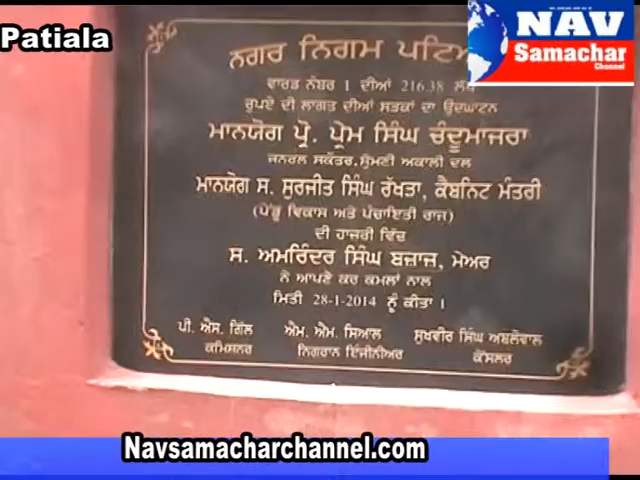 Patiala
NAV
Samachar
Channel
ਨਗਰ ਨਿਗਮ
ਵਾਰਡ ਨੰਬਰ 1 ਦੀਆਂ 216.38 ਲੱਖ
ਰੁਪਏ ਦੀ ਲਾਗਤ ਦੀਆਂ ਸੜਕਾਂ ਦਾ ਉਦਘਾਟਨ
ਮਾਨਯੋਗ ਪ੍ਰੋ. ਪ੍ਰੇਮ ਸਿੰਘ ਚੰਦੂਮਾਜਰਾ
ਜਨਰਲ ਸਕੱਤਰ,ਸ਼੍ਰੋਮਣੀ ਅਕਾਲੀ ਦਲ
ਮਾਨਯੋਗ ਸ. ਸੁਰਜੀਤ ਸਿੰਘ ਰੱਖੜਾ, ਕੈਬਨਿਟ ਮੰਤਰੀ
(ਪੇਂਡੂ ਵਿਕਾਸ ਅਤੇ ਪੰਚਾਇਤੀ ਰਾਜ)
ਦੀ ਹਾਜ਼ਰੀ ਵਿੱਚ
ਸ. ਅਮਰਿੰਦਰ ਸਿੰਘ ਬਜਾਜ, ਮੇਅਰ
ਨੇ ਆਪਣੇ ਕਰ ਕਮਲਾਂ ਨਾਲ
ਮਿਤੀ 28-1-2014 ਨੂੰ ਕੀਤਾ ।
ਪੀ. ਐਸ. ਗਿੱਲ ਐਮ. ਐਮ. ਸਿਆਲ ਸੁਖਵੀਰ ਸਿੰਘ ਅਬਲੋਵਾਲ
ਕਮਿਸ਼ਨਰ ਨਿਗਰਾਨ ਇੰਜੀਨੀਅਰ ਕੌਂਸਲਰ
Navsamacharchannel.com